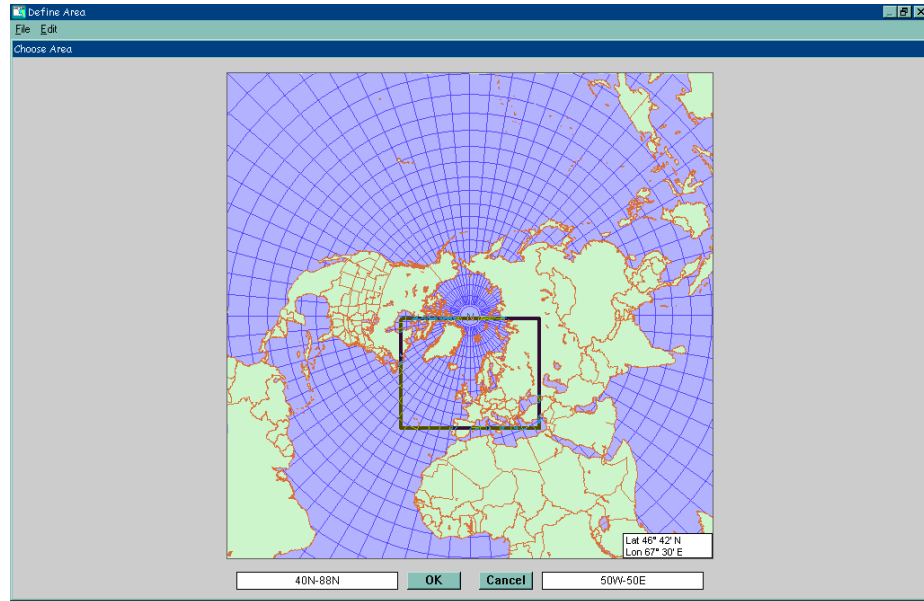 Define Area
File Edit
Choose Area
Lat 46° 42' N
Lon 67° 30' E
40N-88N OK Cancel 50W-50E